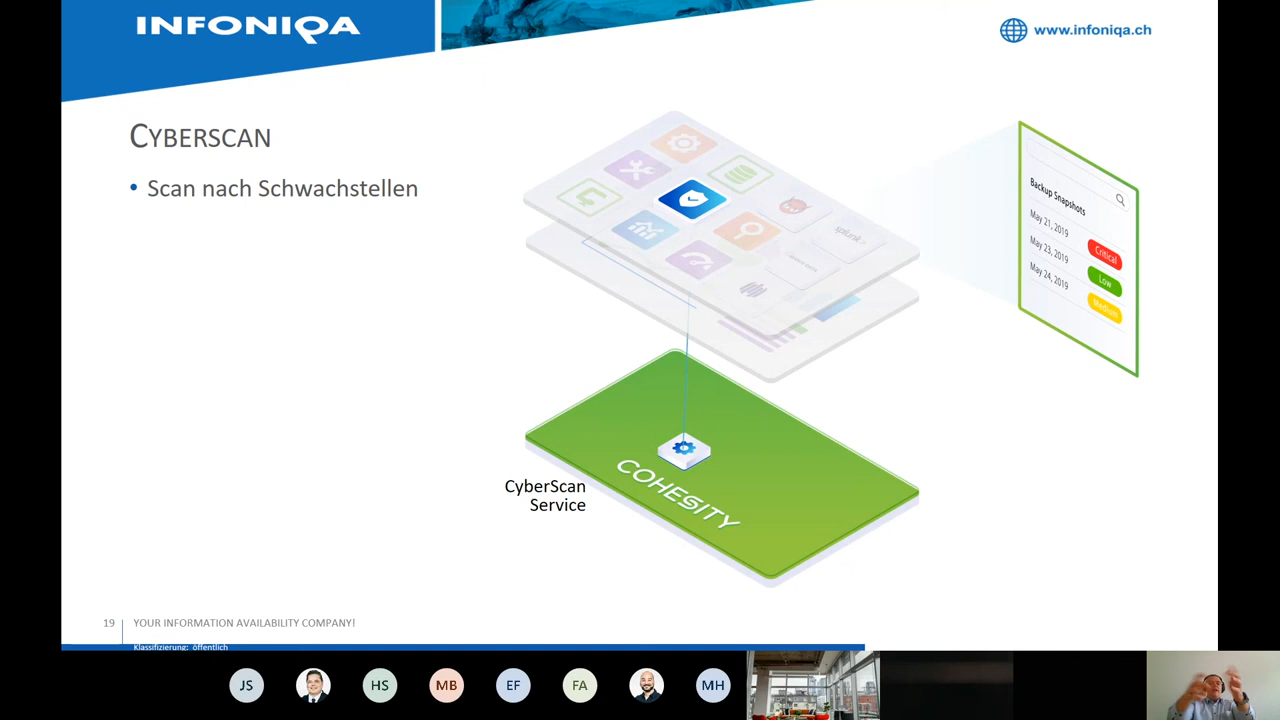 INFONIQA
www.infoniqa.ch
CYBERSCAN
• Scan nach Schwachstellen
splunk>
Backup Snapshots
May 21, 2019
Critical
May 23, 2019
Low
May 24, 2019
Medium
COHESITY
CyberScan
Service
19
YOUR INFORMATION AVAILABILITY COMPANY!
Klassifizierung: öffentlich
JS
HS
MB
EF
FA
MH